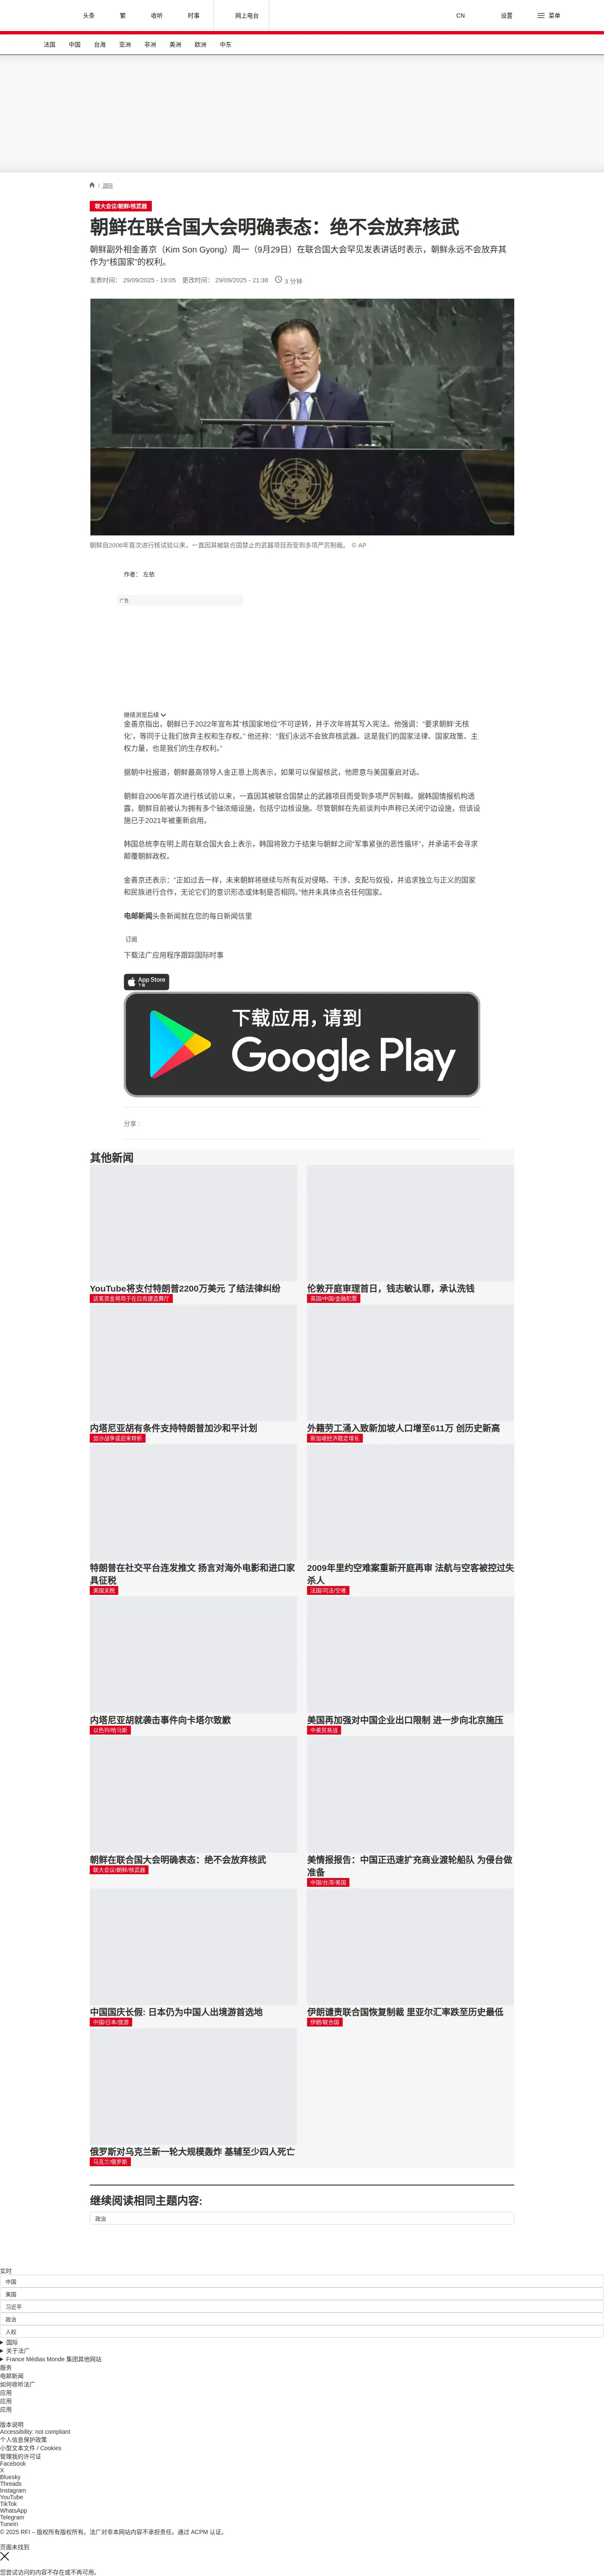 头条
繁
收听
时事
网上电台
CN
设置
菜单
法国
中国
台海
亚洲
非洲
美洲
欧洲
中东
/ 国际
联大会议/朝鲜/核武器
朝鲜在联合国大会明确表态：绝不会放弃核武
朝鲜副外相金善京（Kim Son Gyong）周一（9月29日）在联合国大会罕见发表讲话时表示，朝鲜永远不会放弃其
作为“核国家”的权利。
发表时间： 29/09/2025 - 19:05 更改时间： 29/09/2025 - 21:38 3 分钟
朝鲜自2006年首次进行核试验以来，一直因其被联合国禁止的武器项目而受到多项严厉制裁。 © AP
作者： 左依
广告
继续浏览后续
金善京指出，朝鲜已于2022年宣布其“核国家地位”不可逆转，并于次年将其写入宪法。他强调：“要求朝鲜‘无核
化’，等同于让我们放弃主权和生存权。” 他还称：“我们永远不会放弃核武器。这是我们的国家法律、国家政策、主
权力量，也是我们的生存权利。”
据朝中社报道，朝鲜最高领导人金正恩上周表示，如果可以保留核武，他愿意与美国重启对话。
朝鲜自2006年首次进行核试验以来，一直因其被联合国禁止的武器项目而受到多项严厉制裁。据韩国情报机构透
露，朝鲜目前被认为拥有多个铀浓缩设施，包括宁边核设施。尽管朝鲜在先前谈判中声称已关闭宁边设施，但该设
施已于2021年被重新启用。
韩国总统李在明上周在联合国大会上表示，韩国将致力于结束与朝鲜之间“军事紧张的恶性循环”，并承诺不会寻求
颠覆朝鲜政权。
金善京还表示：“正如过去一样，未来朝鲜将继续与所有反对侵略、干涉、支配与奴役，并追求独立与正义的国家
和民族进行合作，无论它们的意识形态或体制是否相同。”他并未具体点名任何国家。
电邮新闻头条新闻就在您的每日新闻信里
订阅
下载法广应用程序跟踪国际时事
App Store
下载
下载应用，请到
Google Play
分享 :
其他新闻
YouTube将支付特朗普2200万美元 了结法律纠纷
这笔资金将用于在白宫建造舞厅
伦敦开庭审理首日，钱志敏认罪，承认洗钱
英国/中国/金融犯罪
内塔尼亚胡有条件支持特朗普加沙和平计划
加沙战争或迎来转折
外籍劳工涌入致新加坡人口增至611万 创历史新高
新加坡经济稳定增长
特朗普在社交平台连发推文 扬言对海外电影和进口家
具征税
美国关税
2009年里约空难案重新开庭再审 法航与空客被控过失
杀人
法国/司法/空难
内塔尼亚胡就袭击事件向卡塔尔致歉
以色列/哈马斯
美国再加强对中国企业出口限制 进一步向北京施压
中美贸易战
朝鲜在联合国大会明确表态：绝不会放弃核武
联大会议/朝鲜/核武器
美情报报告：中国正迅速扩充商业渡轮船队 为侵台做
准备
中国/台湾/美国
中国国庆长假: 日本仍为中国人出境游首选地
中国/日本/旅游
伊朗谴责联合国恢复制裁 里亚尔汇率跌至历史最低
伊朗/联合国
俄罗斯对乌克兰新一轮大规模轰炸 基辅至少四人死亡
乌克兰/俄罗斯
继续阅读相同主题内容:
政治
实时
中国
美国
习近平
政治
人权
国际
关于法广
France Médias Monde 集团其他网站
服务
电邮新闻
如何收听法广
应用
应用
应用
版本说明
Accessibility: not compliant
个人信息保护政策
小型文本文件 / Cookies
管理我的许可证
Facebook
X
Bluesky
Threads
Instagram
YouTube
TikTok
WhatsApp
Telegram
TuneIn
© 2025 RFI – 版权所有版权所有。法广对非本网站内容不承担责任。通过 ACPM 认证。
页面未找到
您尝试访问的内容不存在或不再可用。